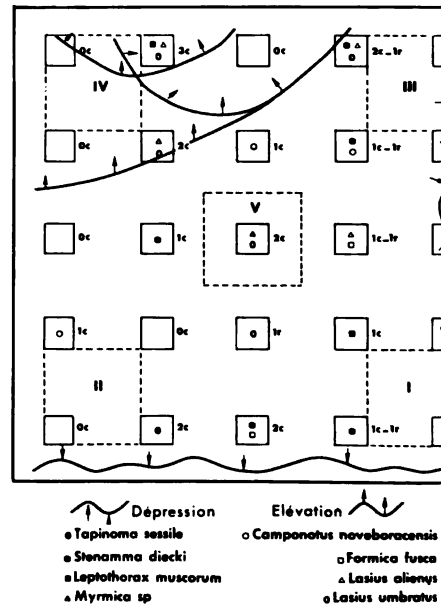 0c 3c 0c 2c_1r
IV III
0c 2c 1c 1c_1r
V
0c 1c 2c 1c_1r
1c 0c 1r 1c
II I
0c 2c 2c 1c_1r
Dépression Elévation
Tapinoma sessile Camponotus noveboracensis
Stenamma diecki Formica fusca
Leptothorax muscorum Lasius alienus
Myrmica sp Lasius umbratus